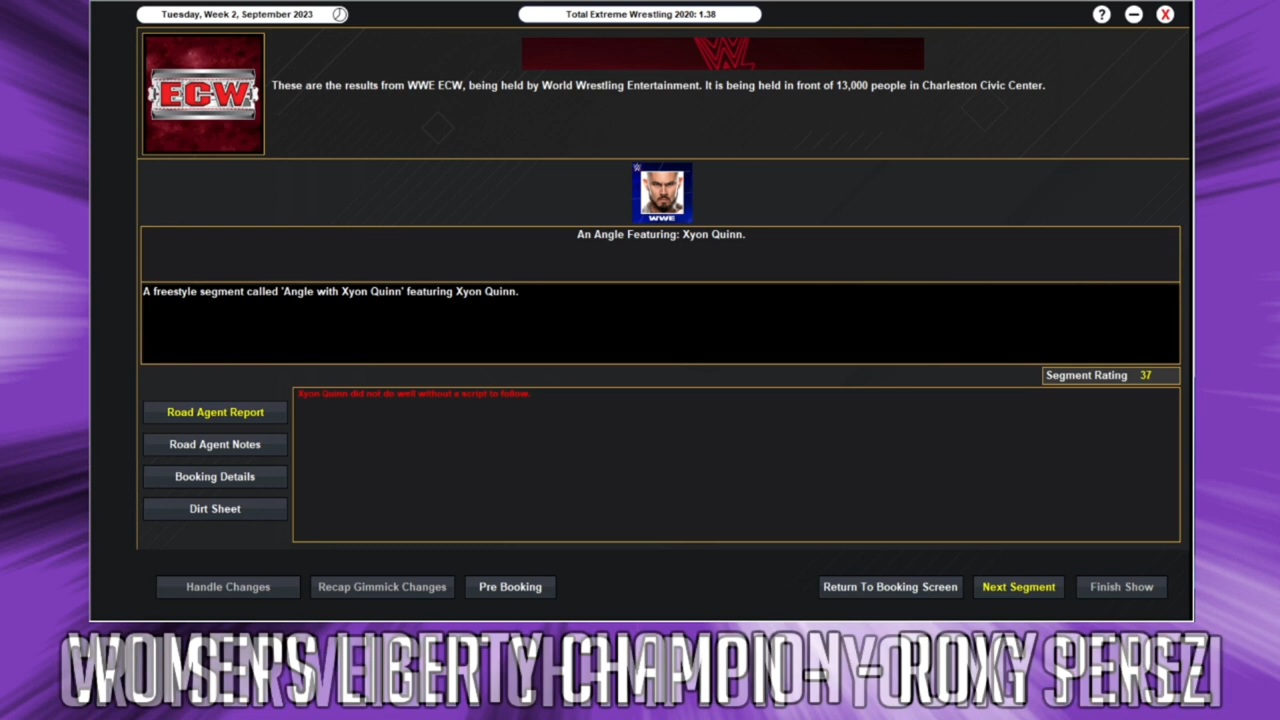 Tuesday, Week 2, September 2023
Total Extreme Wrestling 2020: 1.38
?
X
ECW
These are the results from WWE ECW, being held by World Wrestling Entertainment. It is being held in front of 13,000 people in Charleston Civic Center.
WWE
An Angle Featuring: Xyon Quinn.
A freestyle segment called 'Angle with Xyon Quinn' featuring Xyon Quinn.
Segment Rating 37
Xyon Quinn did not do well without a script to follow.
Road Agent Report
Road Agent Notes
Booking Details
Dirt Sheet
Handle Changes
Recap Gimmick Changes
Pre Booking
Return To Booking Screen
Next Segment
Finish Show
WOMEN'S LIBERTY CHAMPION - ROXY PEREZ